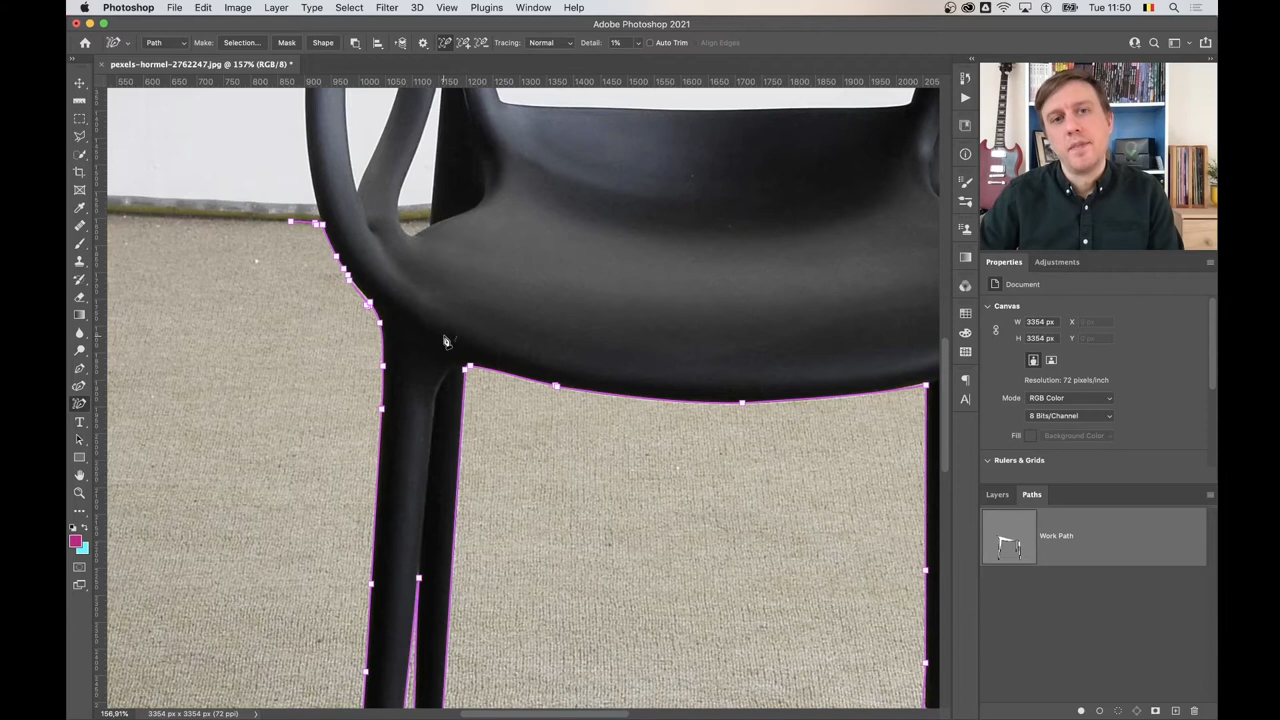 Photoshop File Edit Image Layer Type Select Filter 3D View Plugins Window Help Tue 11:50
Adobe Photoshop 2021
Path Make: Selection... Mask Shape Tracing: Normal Detail: 1% Auto Trim Align Edges
pexels-hormel-2762247.jpg @ 157% (RGB/8) *
550 600 650 700 750 800 850 900 950 1000 1050 1100 1150 1200 1250 1300 1350 1400 1450 1500 1550 1600 1650 1700 1750 1800 1850 1900 1950 2000 205
Properties Adjustments
Document
Canvas
W 3354 px X 0 px
H 3354 px Y 0 px
Resolution: 72 pixels/inch
Mode RGB Color
8 Bits/Channel
Fill Background Color
Rulers & Grids
Layers Paths
Work Path
156,91% 3354 px x 3354 px (72 ppi)